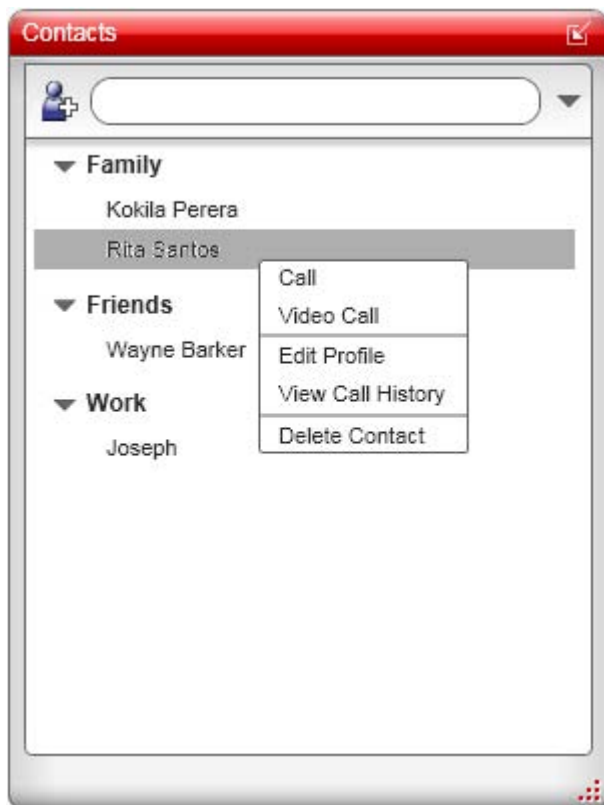 Contacts
Family
Kokila Perera
Rita Santos
Call
Video Call
Edit Profile
View Call History
Delete Contact
Friends
Wayne Barker
Work
Joseph